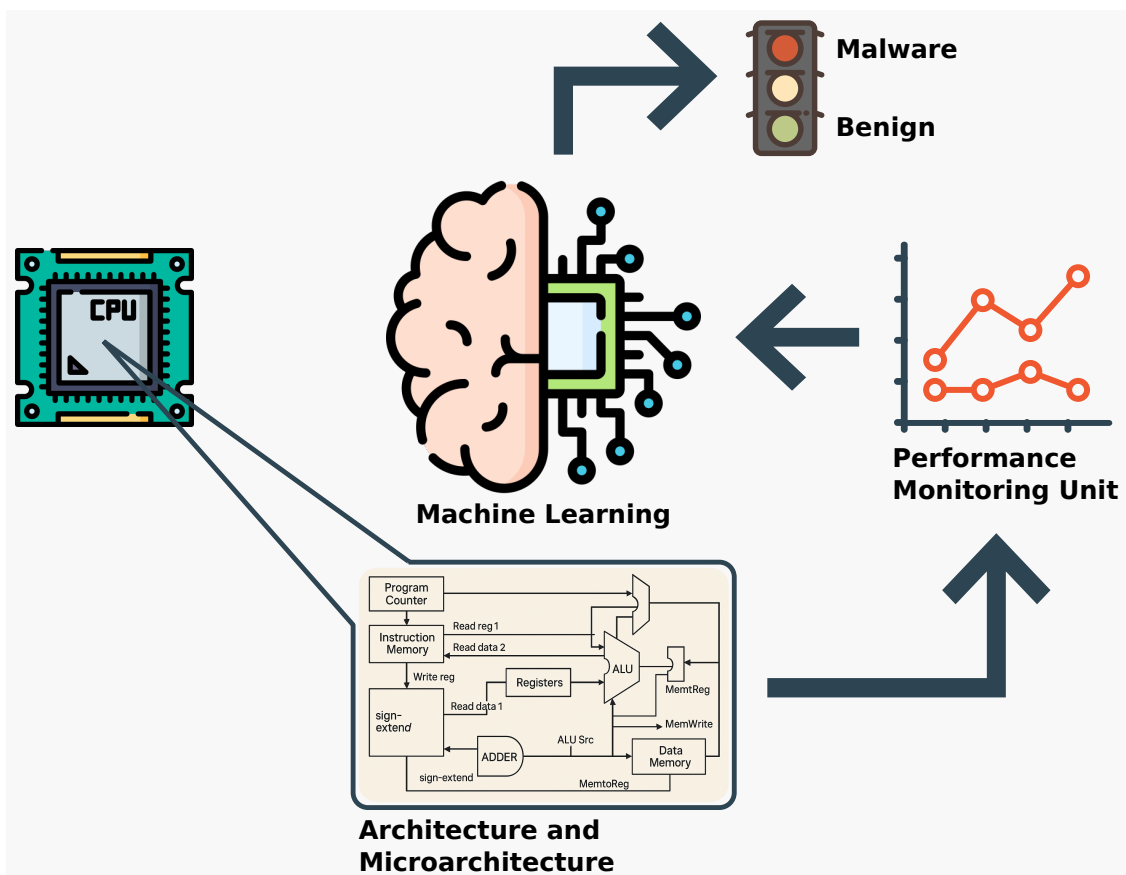 Malware
Benign
CPU
Machine Learning
Performance
Monitoring Unit
Program
Counter
Instruction
Memory
Read reg 1
Read data 2
Write reg
Registers
ALU
MemtReg
sign-
extend
Read data 1
MemWrite
ADDER
ALU Src
Data
Memory
sign-extend
MemtoReg
Architecture and
Microarchitecture